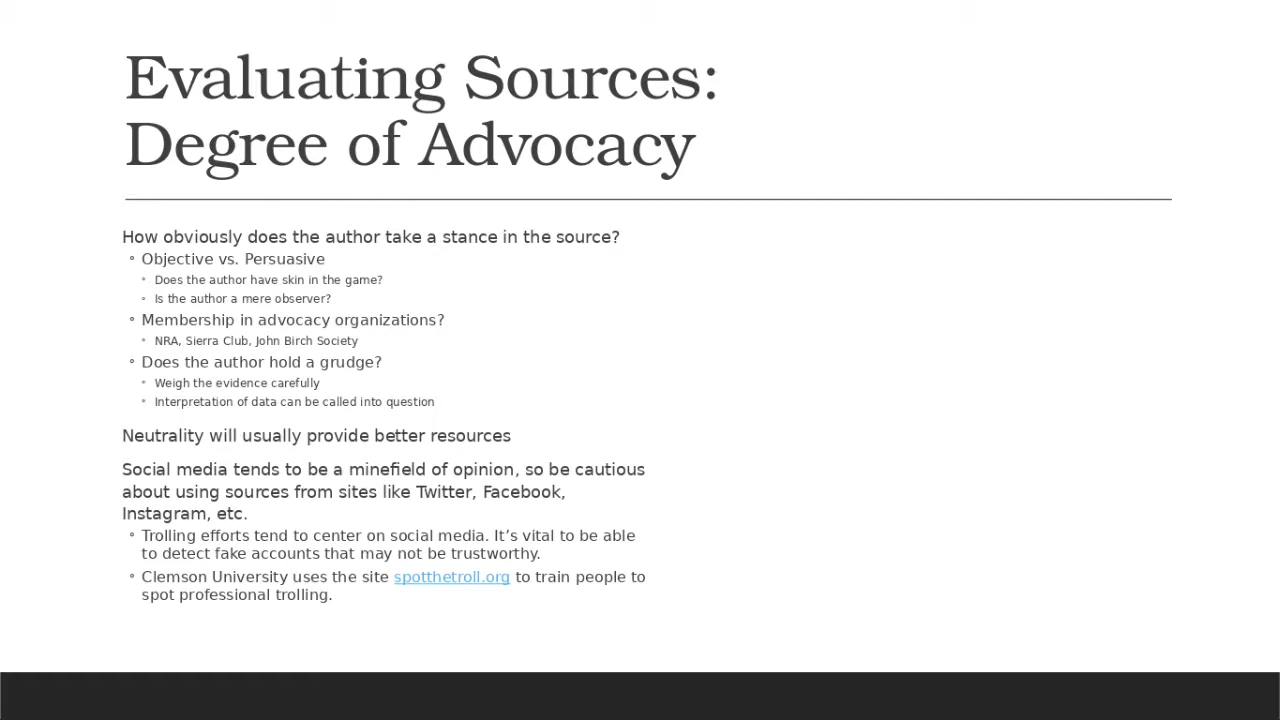 Evaluating Sources:
Degree of Advocacy
How obviously does the author take a stance in the source?
◦ Objective vs. Persuasive
◦ Does the author have skin in the game?
◦ Is the author a mere observer?
◦ Membership in advocacy organizations?
◦ NRA, Sierra Club, John Birch Society
◦ Does the author hold a grudge?
◦ Weigh the evidence carefully
◦ Interpretation of data can be called into question
Neutrality will usually provide better resources
Social media tends to be a minefield of opinion, so be cautious
about using sources from sites like Twitter, Facebook,
Instagram, etc.
◦ Trolling efforts tend to center on social media. It’s vital to be able
to detect fake accounts that may not be trustworthy.
◦ Clemson University uses the site spotthetroll.org to train people to
spot professional trolling.